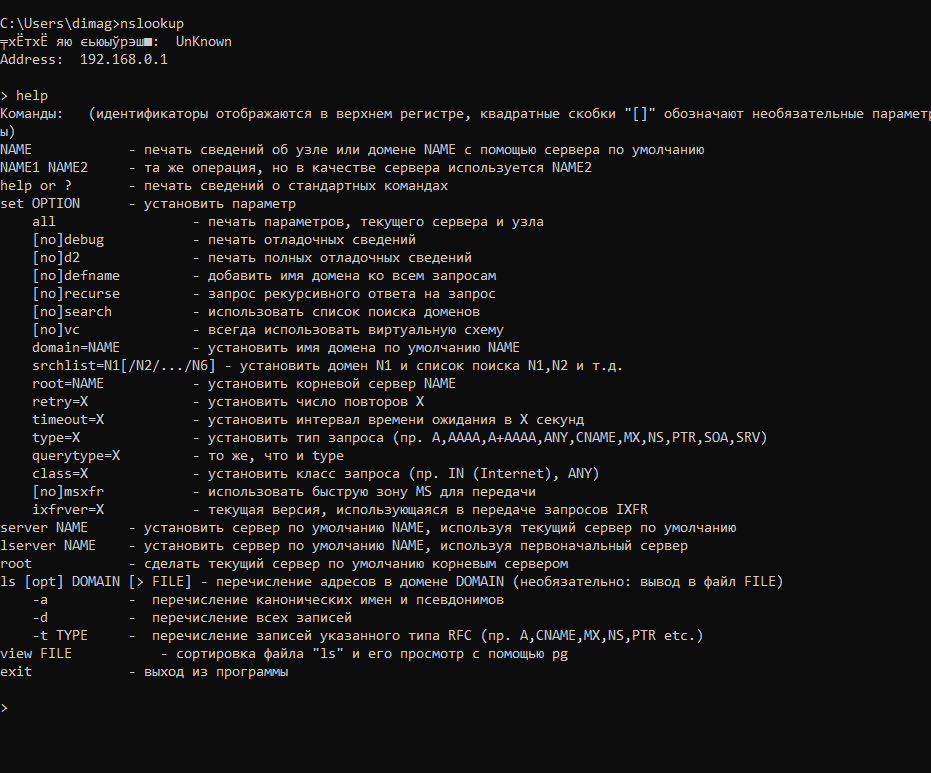 C:\Users\dimag>nslookup
╤хЁтхЁ яю єьюыўрэш■:  UnKnown
Address:  192.168.0.1

> help
Команды:   (идентификаторы отображаются в верхнем регистре, квадратные скобки "[]" обозначают необязательные параметр
ы)
NAME            - печать сведений об узле или домене NAME с помощью сервера по умолчанию
NAME1 NAME2     - та же операция, но в качестве сервера используется NAME2
help or ?       - печать сведений о стандартных командах
set OPTION      - установить параметр
    all                 - печать параметров, текущего сервера и узла
    [no]debug           - печать отладочных сведений
    [no]d2              - печать полных отладочных сведений
    [no]defname         - добавить имя домена ко всем запросам
    [no]recurse         - запрос рекурсивного ответа на запрос
    [no]search          - использовать список поиска доменов
    [no]vc              - всегда использовать виртуальную схему
    domain=NAME         - установить имя домена по умолчанию NAME
    srchlist=N1[/N2/.../N6] - установить домен N1 и список поиска N1,N2 и т.д.
    root=NAME           - установить корневой сервер NAME
    retry=X             - установить число повторов X
    timeout=X           - установить интервал времени ожидания в X секунд
    type=X              - установить тип запроса (пр. A,AAAA,A+AAAA,ANY,CNAME,MX,NS,PTR,SOA,SRV)
    querytype=X         - то же, что и type
    class=X             - установить класс запроса (пр. IN (Internet), ANY)
    [no]msxfr           - использовать быструю зону MS для передачи
    ixfrver=X           - текущая версия, использующаяся в передаче запросов IXFR
server NAME     - установить сервер по умолчанию NAME, используя текущий сервер по умолчанию
lserver NAME    - установить сервер по умолчанию NAME, используя первоначальный сервер
root            - сделать текущий сервер по умолчанию корневым сервером
ls [opt] DOMAIN [> FILE] - перечисление адресов в домене DOMAIN (необязательно: вывод в файл FILE)
    -a          -  перечисление канонических имен и псевдонимов
    -d          -  перечисление всех записей
    -t TYPE     -  перечисление записей указанного типа RFC (пр. A,CNAME,MX,NS,PTR etc.)
view FILE           - сортировка файла "ls" и его просмотр с помощью pg
exit            - выход из программы

>